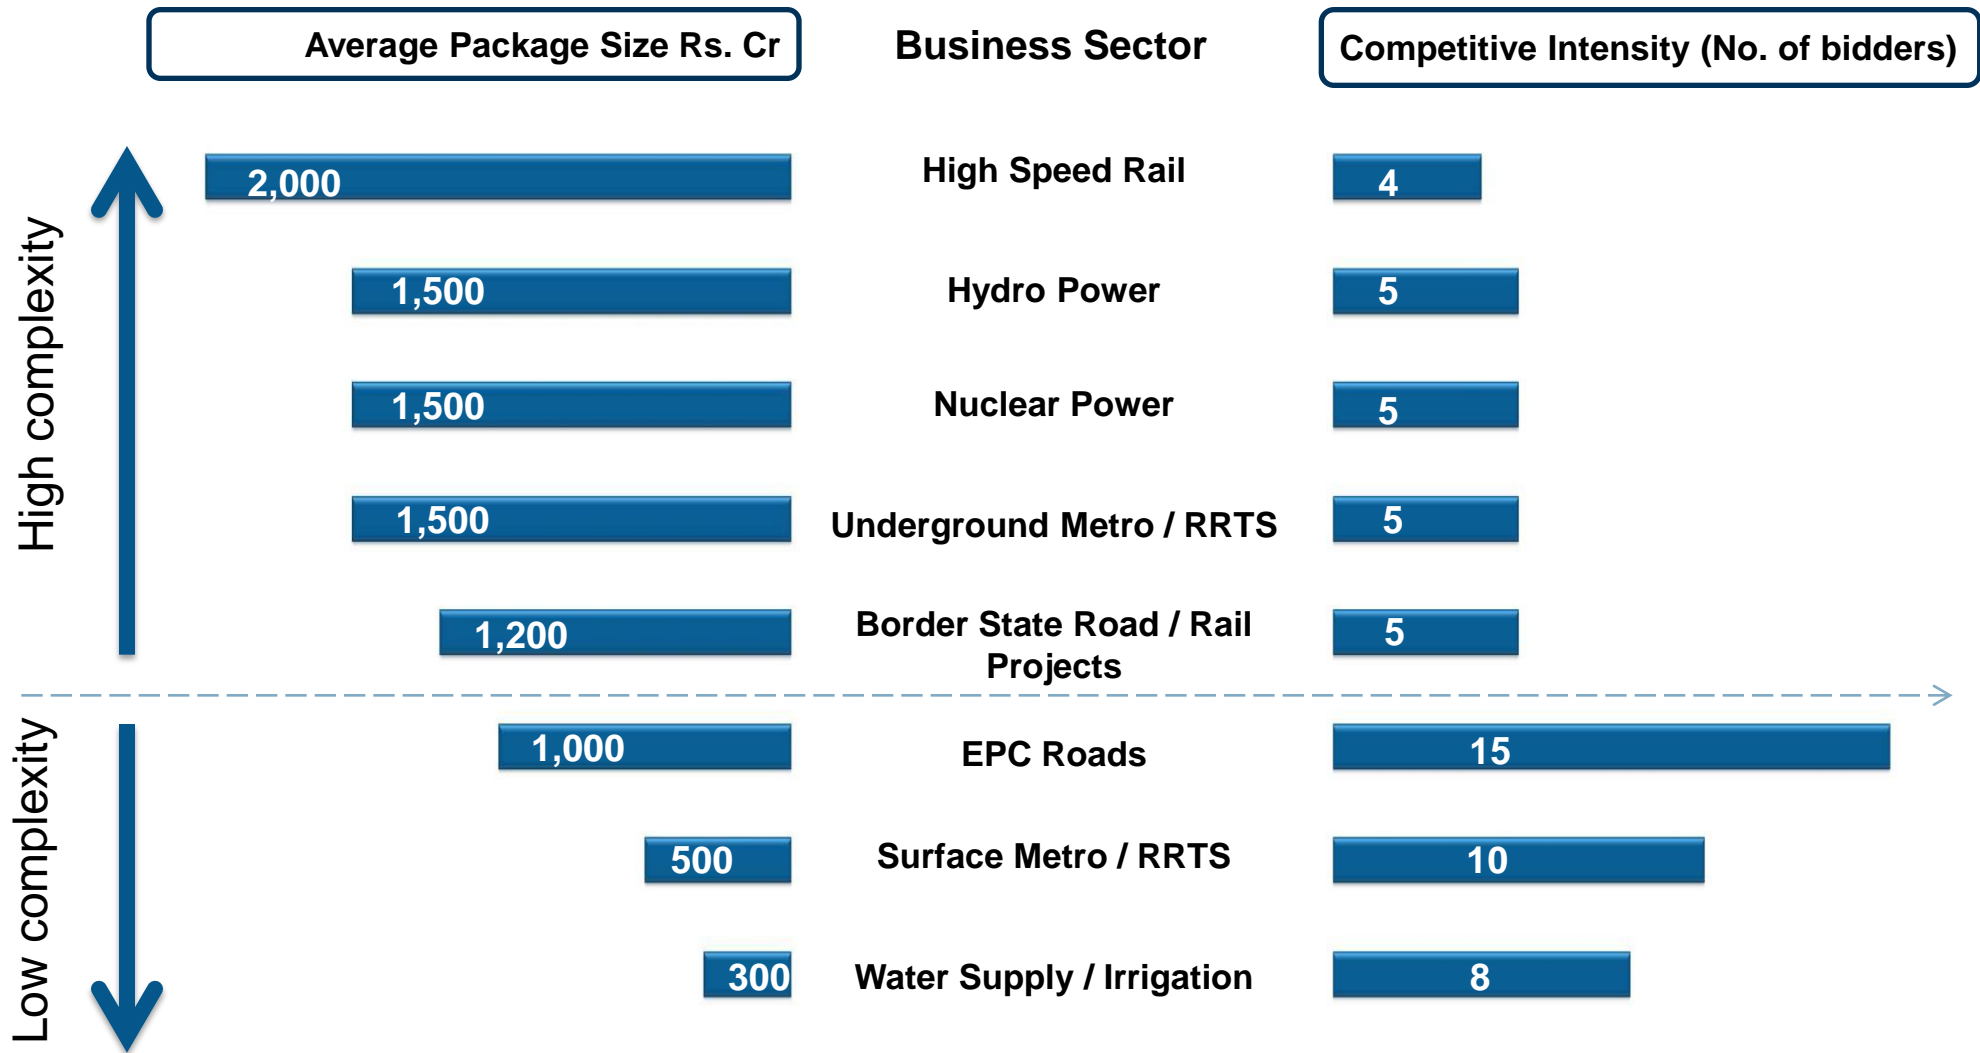 Average Package Size Rs. Cr
Business Sector
Competitive Intensity (No. of bidders)
High complexity
2,000
High Speed Rail
4
1,500
Hydro Power
5
1,500
Nuclear Power
5
1,500
Underground Metro / RRTS
5
1,200
Border State Road / Rail
Projects
5
Low complexity
1,000
EPC Roads
15
500
Surface Metro / RRTS
10
300
Water Supply / Irrigation
8